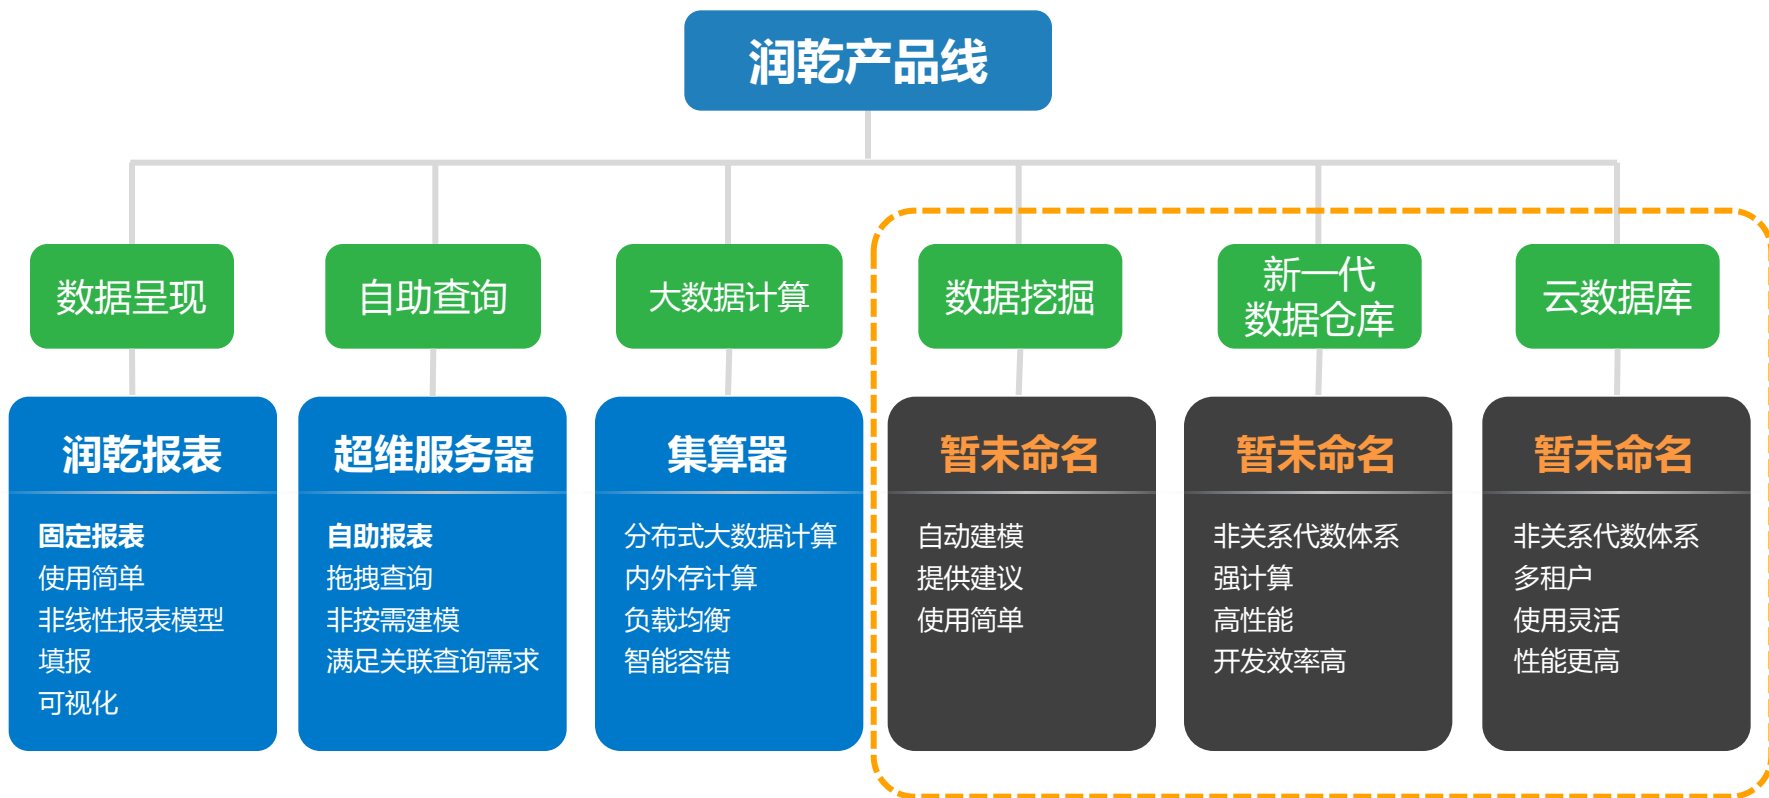 润乾产品线
数据呈现
自助查询
大数据计算
数据挖掘
新一代
数据仓库
云数据库
润乾报表
固定报表
使用简单
非线性报表模型
填报
可视化
超维服务器
自助报表
拖拽查询
非按需建模
满足关联查询需求
集算器
分布式大数据计算
内外存计算
负载均衡
智能容错
暂未命名
自动建模
提供建议
使用简单
暂未命名
非关系代数体系
强计算
高性能
开发效率高
暂未命名
非关系代数体系
多租户
使用灵活
性能更高